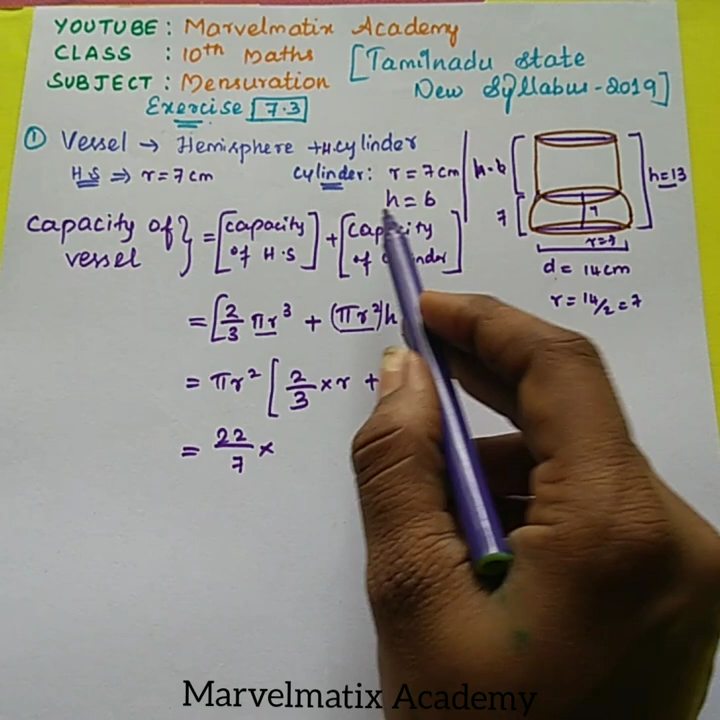 YOUTUBE : Marvelmatix Academy
CLASS : 10th Maths
SUBJECT : Mensuration
[Tamilnadu State
New Syllabus - 2019]
Exercise 7.3
① Vessel → Hemisphere + H.cylinder
H.S ⇒ r = 7 cm
Cylinder : r = 7 cm
h = 6
h = 6
7
h = 13
r = 7
d = 14 cm
r = 14/2 = 7
Capacity of vessel } = [capacity of H.S] + [capacity of
= [2/3 πr³ + (πr²)h
= πr² [2/3 × r +
= 22/7 ×
Marvelmatix Academy